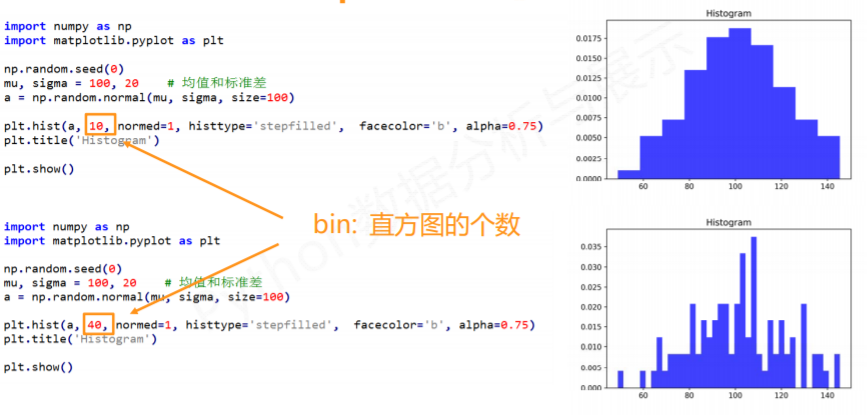 import numpy as np
import matplotlib.pyplot as plt
np.random.seed(0)
mu, sigma = 100, 20    # 均值和标准差
a = np.random.normal(mu, sigma, size=100)
plt.hist(a, 10, normed=1, histtype='stepfilled',  facecolor='b', alpha=0.75)
plt.title('Histogram')
plt.show()
Histogram
0.0175
0.0150
0.0125
0.0100
0.0075
0.0050
0.0025
0.0000
60 80 100 120 140
bin: 直方图的个数
import numpy as np
import matplotlib.pyplot as plt
np.random.seed(0)
mu, sigma = 100, 20    # 均值和标准差
a = np.random.normal(mu, sigma, size=100)
plt.hist(a, 40, normed=1, histtype='stepfilled',  facecolor='b', alpha=0.75)
plt.title('Histogram')
plt.show()
Histogram
0.035
0.030
0.025
0.020
0.015
0.010
0.005
0.000
60 80 100 120 140
Python数据分析与展示